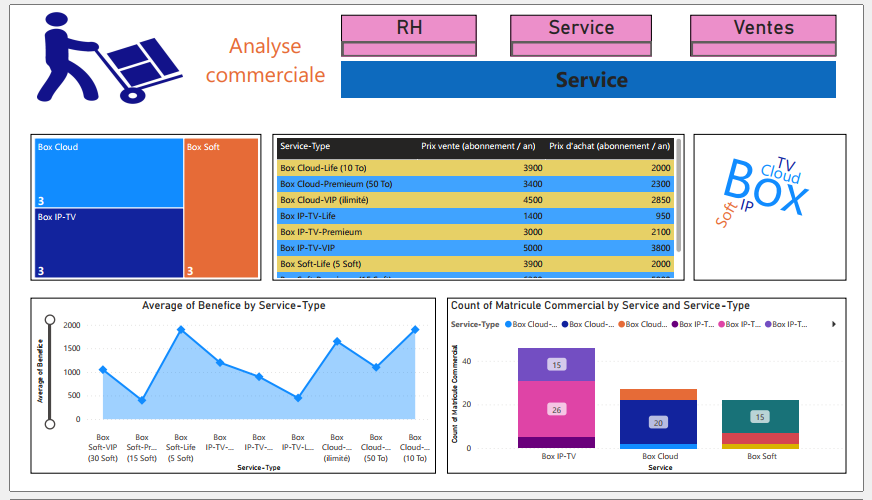 Analyse
commerciale
RH
Service
Ventes
Service
Box Cloud
3
Box IP-TV
3
Box Soft
3
Service-Type Prix vente (abonnement / an) Prix d'achat (abonnement / an)
Box Cloud-Life (10 To) 3900 2000
Box Cloud-Premium (50 To) 3400 2300
Box Cloud-VIP (ilimité) 4500 2850
Box IP-TV-Life 1400 950
Box IP-TV-Premium 3000 2100
Box IP-TV-VIP 5000 3800
Box Soft-Life (5 Soft) 3900 2000
TV
Cloud
Box
IP
Soft
Average of Benefice by Service-Type
Average of Benefice
2000
1500
1000
500
0
Box Soft-VIP (30 Soft)
Box Soft-Pr... (15 Soft)
Box Soft-Life (5 Soft)
Box IP-TV-...
Box IP-TV-...
Box IP-TV-L...
Box Cloud-... (ilimité)
Box Cloud-... (50 To)
Box Cloud-... (10 To)
Service-Type
Count of Matricule Commercial by Service and Service-Type
Service-Type Box Cloud-... Box Cloud-... Box Cloud... Box IP-T... Box IP-T... Box IP-T...
Count of Matricule Commercial
40
20
0
15
26
20
15
Box IP-TV
Box Cloud
Box Soft
Service